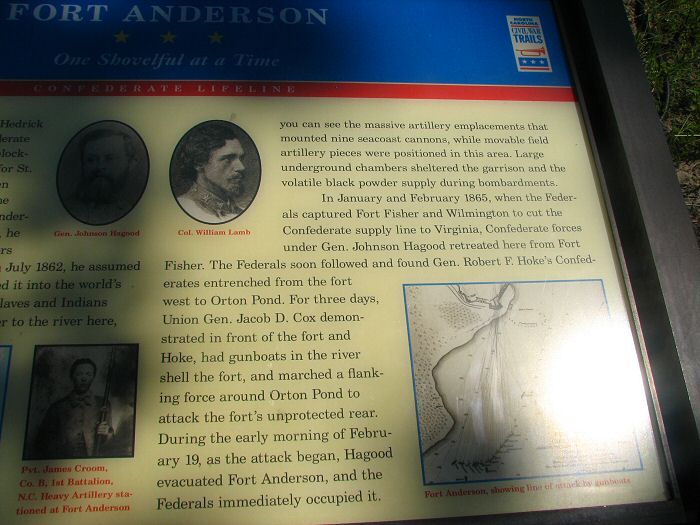 FORT ANDERSON
One Shovelful at a Time
NORTH CAROLINA
CIVIL WAR
TRAILS
CONFEDERATE LIFELINE
Hedrick
erate
lock-
or St.
en
he
nder-
, he
rs
July 1862, he assumed
ed it into the world's
slaves and Indians
er to the river here,
Gen. Johnson Hagood
Col. William Lamb
you can see the massive artillery emplacements that
mounted nine seacoast cannons, while movable field
artillery pieces were positioned in this area. Large
underground chambers sheltered the garrison and the
volatile black powder supply during bombardments.
In January and February 1865, when the Feder-
als captured Fort Fisher and Wilmington to cut the
Confederate supply line to Virginia, Confederate forces
under Gen. Johnson Hagood retreated here from Fort
Fisher. The Federals soon followed and found Gen. Robert F. Hoke's Confed-
erates entrenched from the fort
west to Orton Pond. For three days,
Union Gen. Jacob D. Cox demon-
strated in front of the fort and
Hoke, had gunboats in the river
shell the fort, and marched a flank-
ing force around Orton Pond to
attack the fort's unprotected rear.
During the early morning of Febru-
ary 19, as the attack began, Hagood
evacuated Fort Anderson, and the
Federals immediately occupied it.
Pvt. James Croom,
Co. B, 1st Battalion,
N.C. Heavy Artillery sta-
tioned at Fort Anderson
Fort Anderson, showing line of attack by gunboats